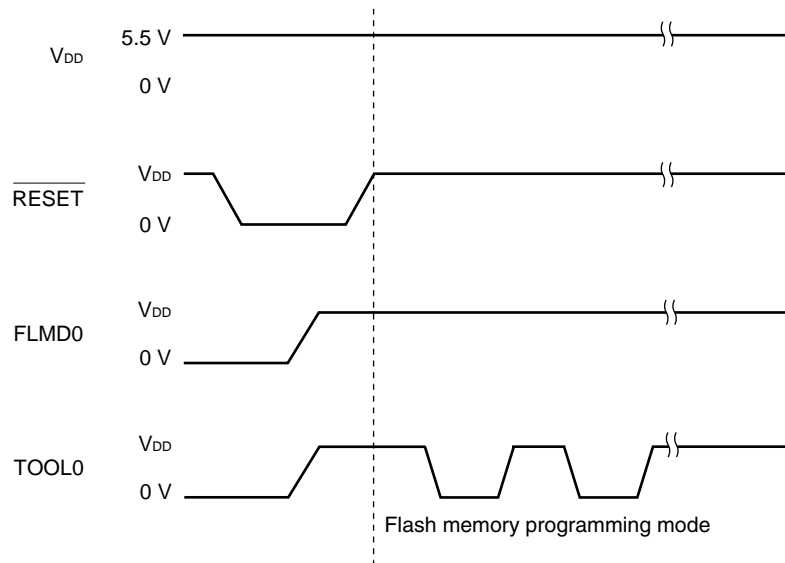 5.5 V
VDD
0 V
VDD
RESET
0 V
VDD
FLMD0
0 V
VDD
TOOL0
0 V
Flash memory programming mode